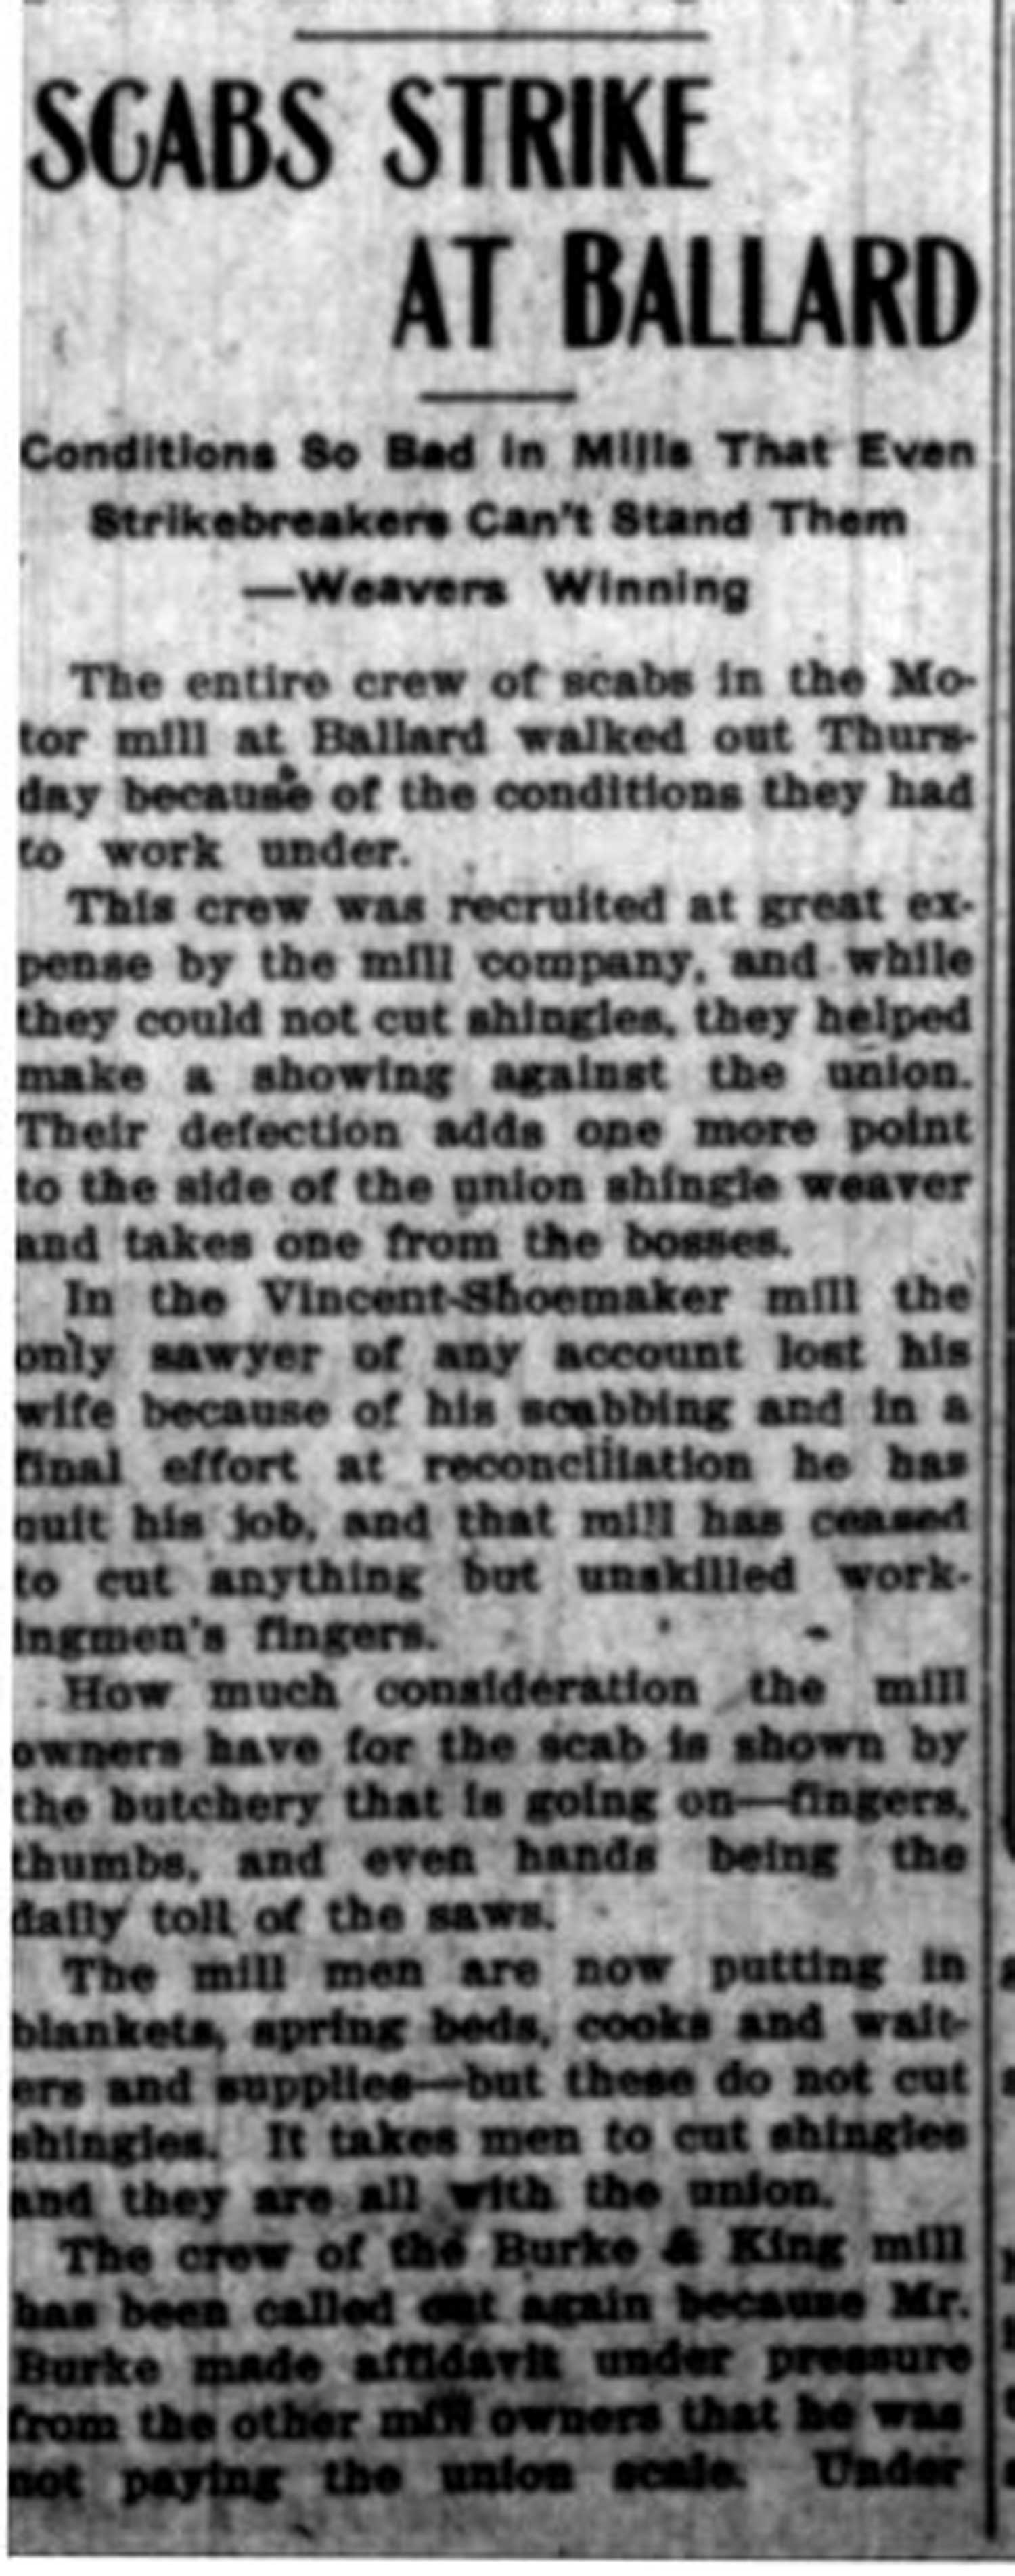 SCABS STRIKE
AT BALLARD
Conditions So Bad in Mills That Even
Strikebreakers Can't Stand Them
—Weavers Winning
The entire crew of scabs in the Mo-
tor mill at Ballard walked out Thurs-
day because of the conditions they had
to work under.
This crew was recruited at great ex-
pense by the mill company, and while
they could not cut shingles, they helped
make a showing against the union.
Their defection adds one more point
to the side of the union shingle weaver
and takes one from the bosses.
In the Vincent-Shoemaker mill the
only sawyer of any account lost his
wife because of his scabbing and in a
final effort at reconciliation he has
quit his job, and that mill has ceased
to cut anything but unskilled work-
ingmen's fingers.
How much consideration the mill
owners have for the scab is shown by
the butchery that is going on—fingers,
thumbs, and even hands being the
daily toll of the saws.
The mill men are now putting in
blankets, spring beds, cooks and wait-
ers and supplies—but these do not cut
shingles. It takes men to cut shingles
and they are all with the union.
The crew of the Burke & King mill
has been called out again because Mr.
Burke made affidavit under pressure
from the other mill owners that he was
not paying the union scale. Under